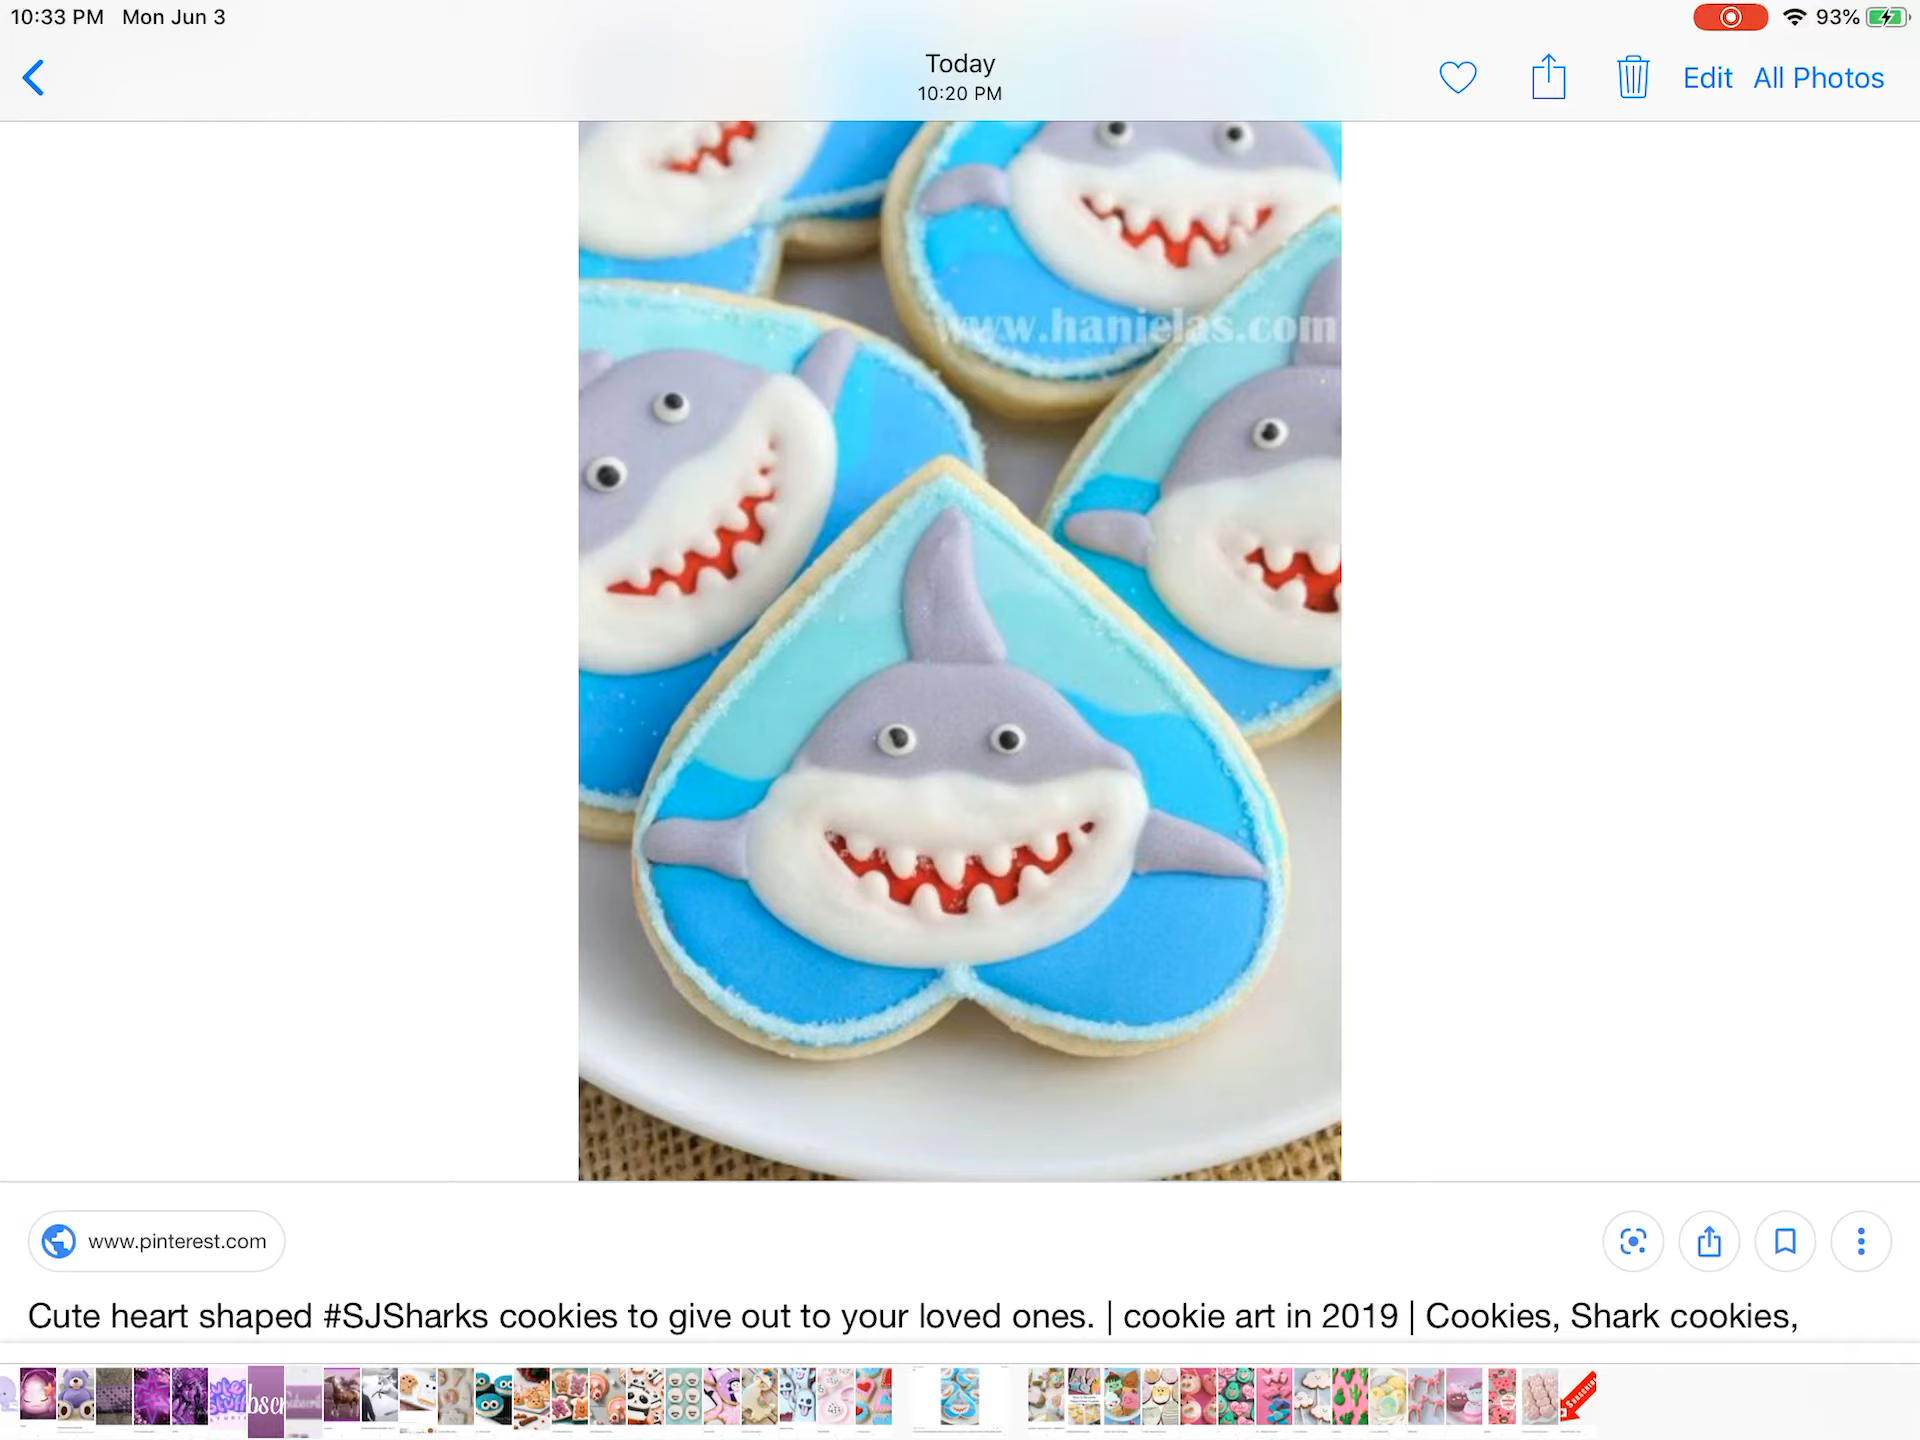 10:33 PM Mon Jun 3
93%
Today
10:20 PM
Edit All Photos
www.hanielas.com
www.pinterest.com
Cute heart shaped #SJSharks cookies to give out to your loved ones. | cookie art in 2019 | Cookies, Shark cookies,
SUBSCRIBE